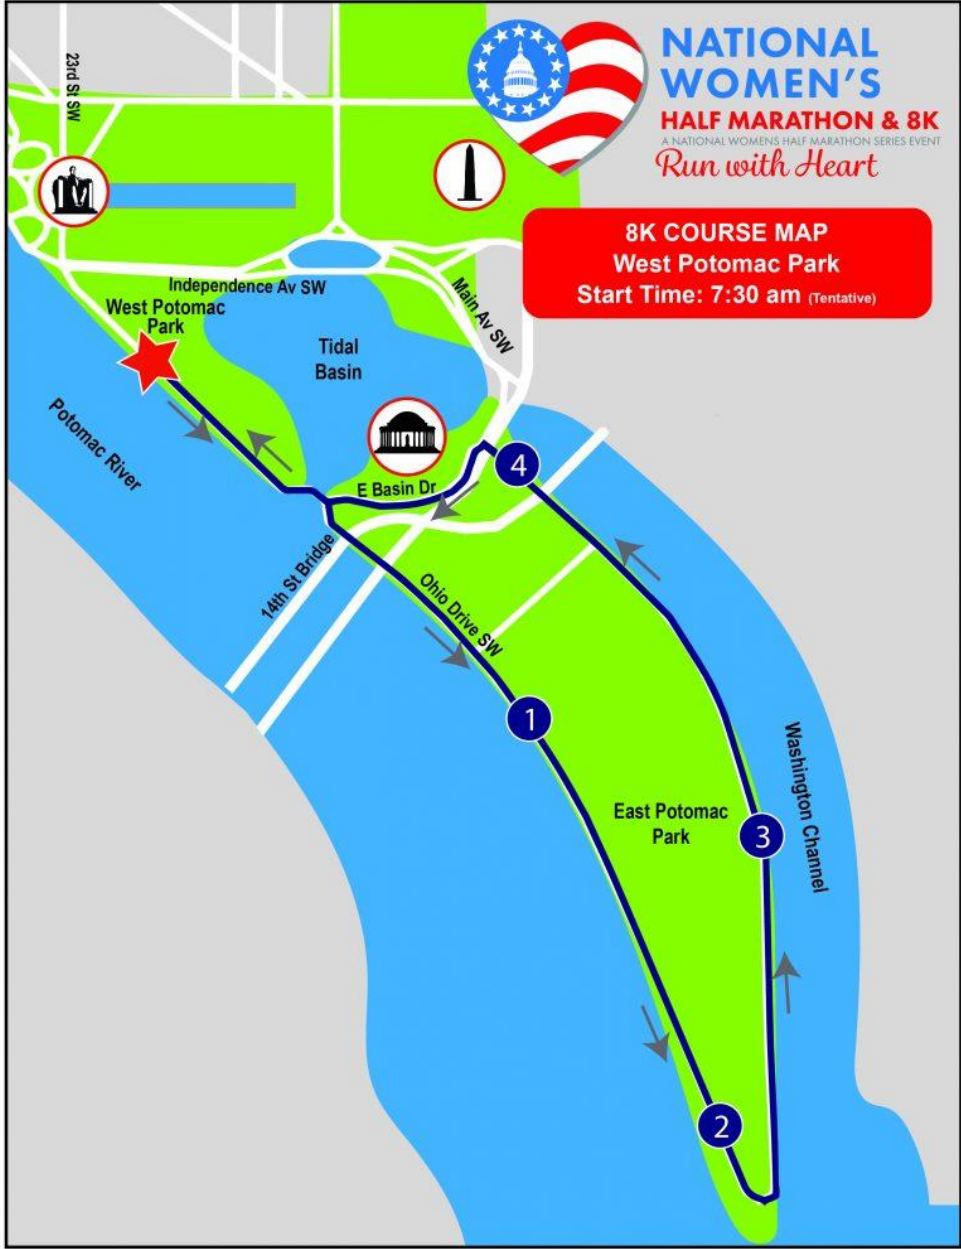 NATIONAL
WOMEN'S
HALF MARATHON & 8K
A NATIONAL WOMENS HALF MARATHON SERIES EVENT
Run with Heart
8K COURSE MAP
West Potomac Park
Start Time: 7:30 am (Tentative)
23rd St SW
Independence Av SW
West Potomac
Park
Main Av SW
Tidal
Basin
Potomac River
E Basin Dr
4
14th St Bridge
Ohio Drive SW
1
Washington Channel
East Potomac
Park
3
2